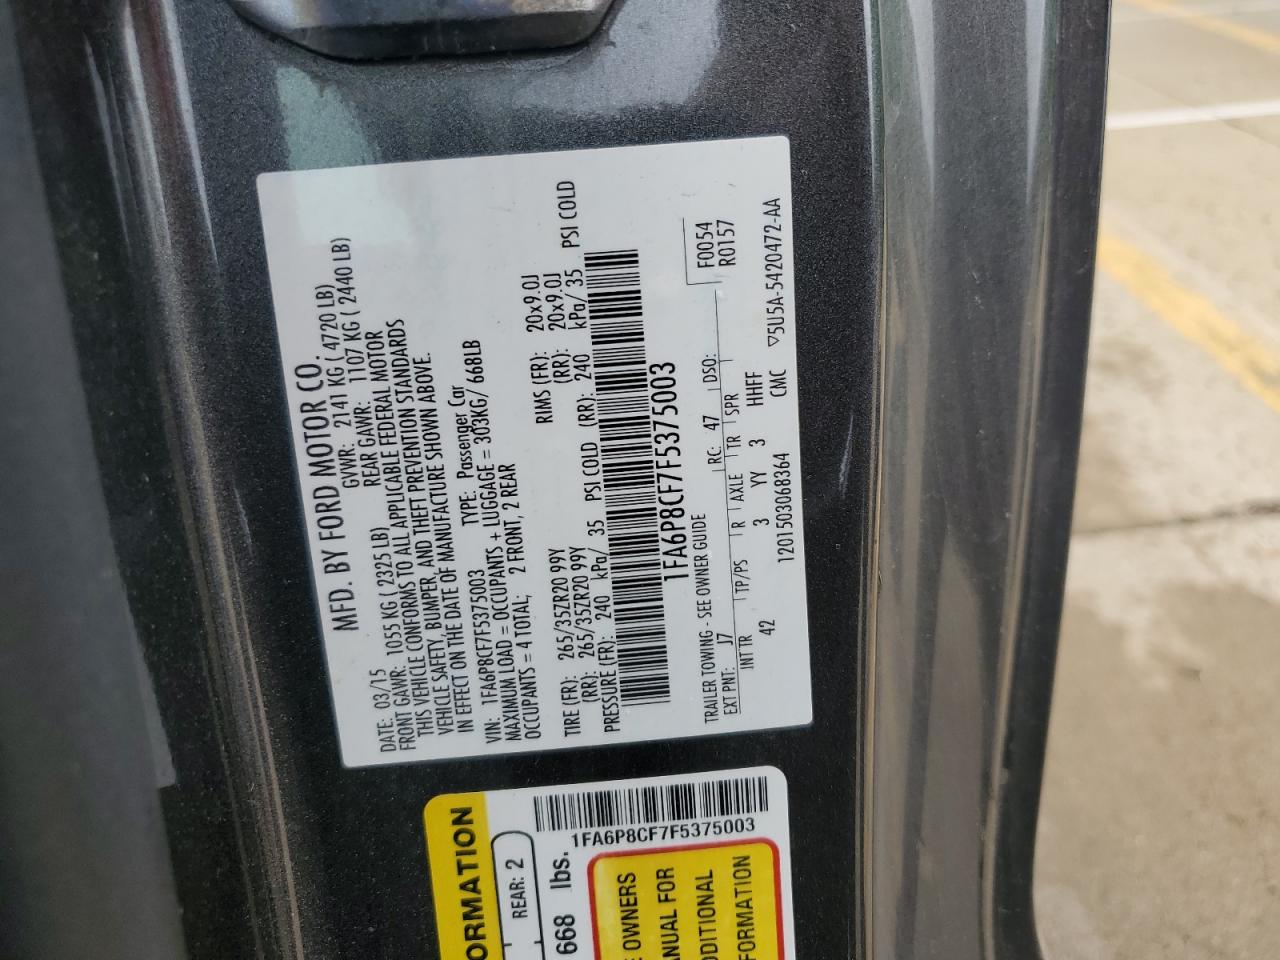 MFD. BY FORD MOTOR CO.
DATE: 03/15 GVWR: 2141 KG ( 4720 LB)
FRONT GAWR: 1055 KG ( 2325 LB) REAR GAWR: 1107 KG ( 2440 LB)
THIS VEHICLE CONFORMS TO ALL APPLICABLE FEDERAL MOTOR
VEHICLE SAFETY, BUMPER, AND THEFT PREVENTION STANDARDS
IN EFFECT ON THE DATE OF MANUFACTURE SHOWN ABOVE.
VIN: 1FA6P8CF7F5375003 TYPE: Passenger Car
MAXIMUM LOAD = OCCUPANTS + LUGGAGE = 303KG/ 668LB
OCCUPANTS = 4 TOTAL; 2 FRONT, 2 REAR
TIRE (FR): 265/35ZR20 99Y RIMS (FR): 20x9.0J
(RR): 265/35ZR20 99Y (RR): 20x9.0J
PRESSURE (FR): 240 kPa/ 35 PSI COLD (RR): 240 kPa/ 35 PSI COLD
1FA6P8CF7F5375003
F0054
R0157
TRAILER TOWING - SEE OWNER GUIDE
EXT PNT: J7 RC: 47 DSO:
INT TR TP/PS R AXLE TR SPR
42 3 YY 3 HHFF
1201503068364 CMC ▽5U5A-5420472-AA
1FA6P8CF7F5375003
ORMATION
REAR: 2
668 lbs.
OWNERS
ANUAL FOR
DDITIONAL
FORMATION